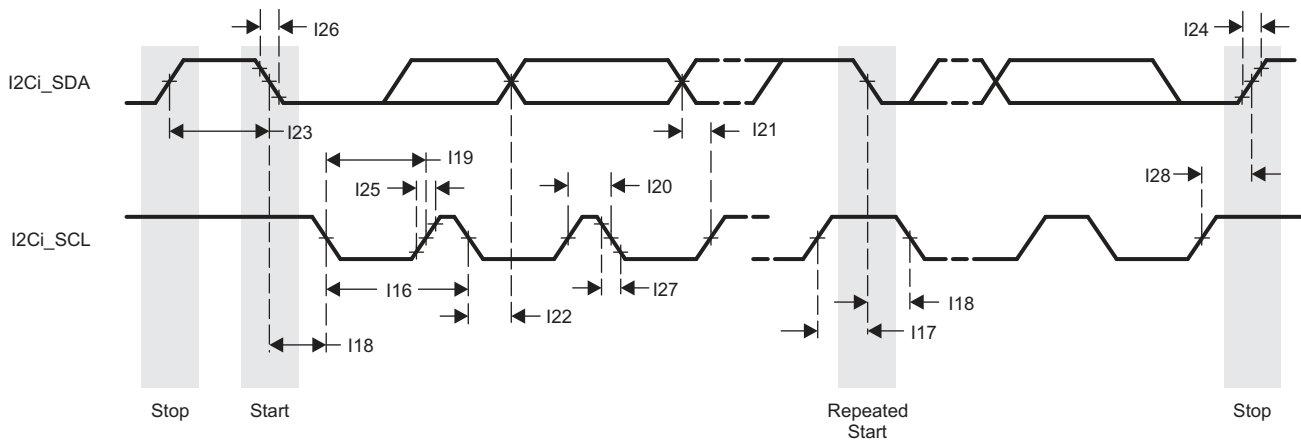 I26
I24
I2Ci_SDA
I23
I21
I19
I25
I20
I28
I2Ci_SCL
I16
I27
I18
I22
I17
I18
Stop
Start
Repeated
Start
Stop